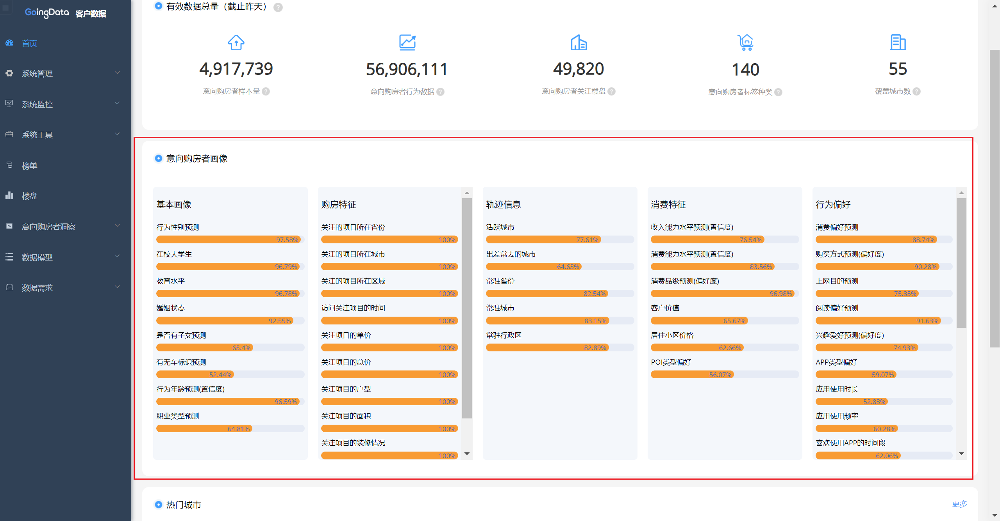 GoingData 客户数据
首页
系统管理
系统监控
系统工具
榜单
楼盘
意向购房者洞察
数据模型
数据需求
有效数据总量（截止昨天） ?
4,917,739
意向购房者样本量 ?
56,906,111
意向购房者行为数据 ?
49,820
意向购房者关注楼盘 ?
140
意向购房者标签种类 ?
55
覆盖城市数 ?
意向购房者画像
基本画像
行为性别预测
97.58%
在校大学生
96.79%
教育水平
96.78%
婚姻状态
92.55%
是否有子女预测
65.4%
有无车标识预测
52.44%
行为年龄预测(置信度)
96.59%
职业类型预测
64.81%
购房特征
关注的项目所在省份
100%
关注的项目所在城市
100%
关注的项目所在区域
100%
访问关注项目的时间
100%
关注项目的单价
100%
关注项目的总价
100%
关注项目的户型
100%
关注项目的面积
100%
关注项目的装修情况
100%
轨迹信息
活跃城市
77.61%
出差常去的城市
64.63%
常驻省份
82.54%
常驻城市
83.15%
常驻行政区
82.89%
消费特征
收入能力水平预测(置信度)
76.54%
消费能力水平预测(置信度)
83.56%
消费品级预测(偏好度)
96.98%
客户价值
65.67%
居住小区价格
62.66%
POI类型偏好
56.07%
行为偏好
消费偏好预测
88.74%
购买方式预测(偏好度)
90.28%
上网目的预测
75.35%
阅读偏好预测
91.63%
兴趣爱好预测(偏好度)
74.93%
APP类型偏好
59.07%
应用使用时长
52.83%
应用使用频率
60.28%
喜欢使用APP的时间段
62.06%
热门城市
更多